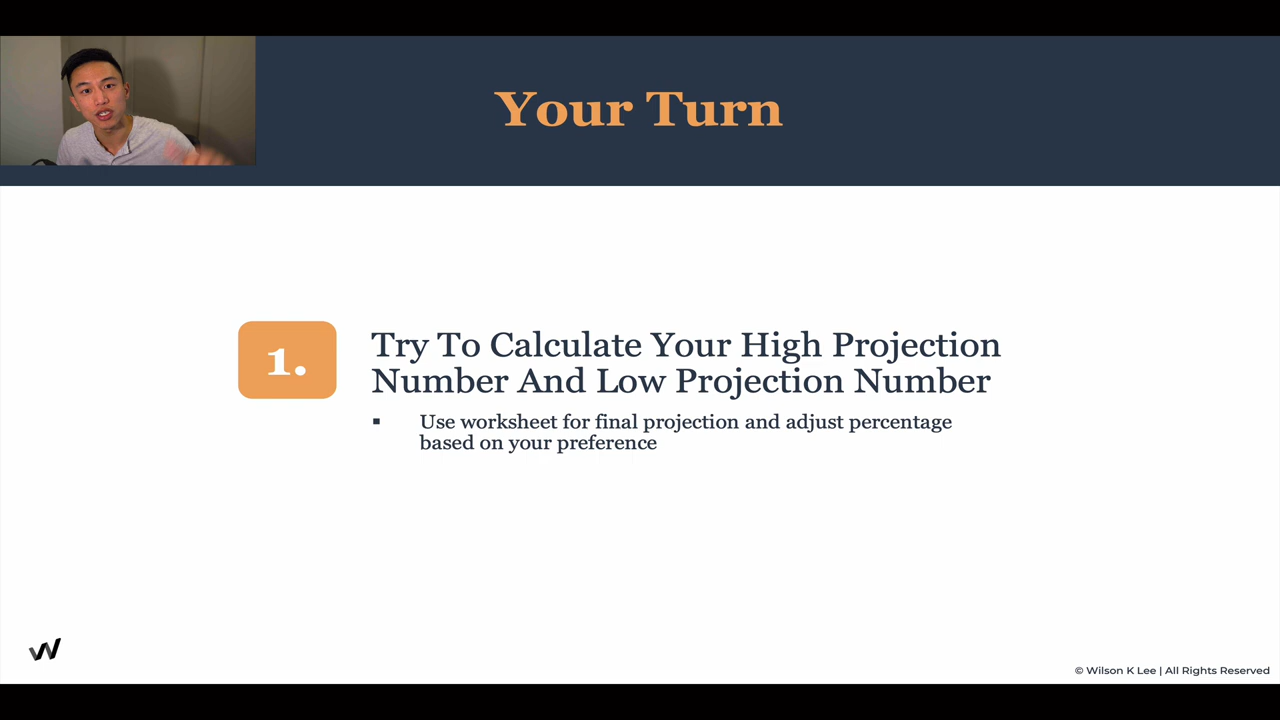 Your Turn
1.
Try To Calculate Your High Projection
Number And Low Projection Number
▪ Use worksheet for final projection and adjust percentage
based on your preference
W
© Wilson K Lee | All Rights Reserved